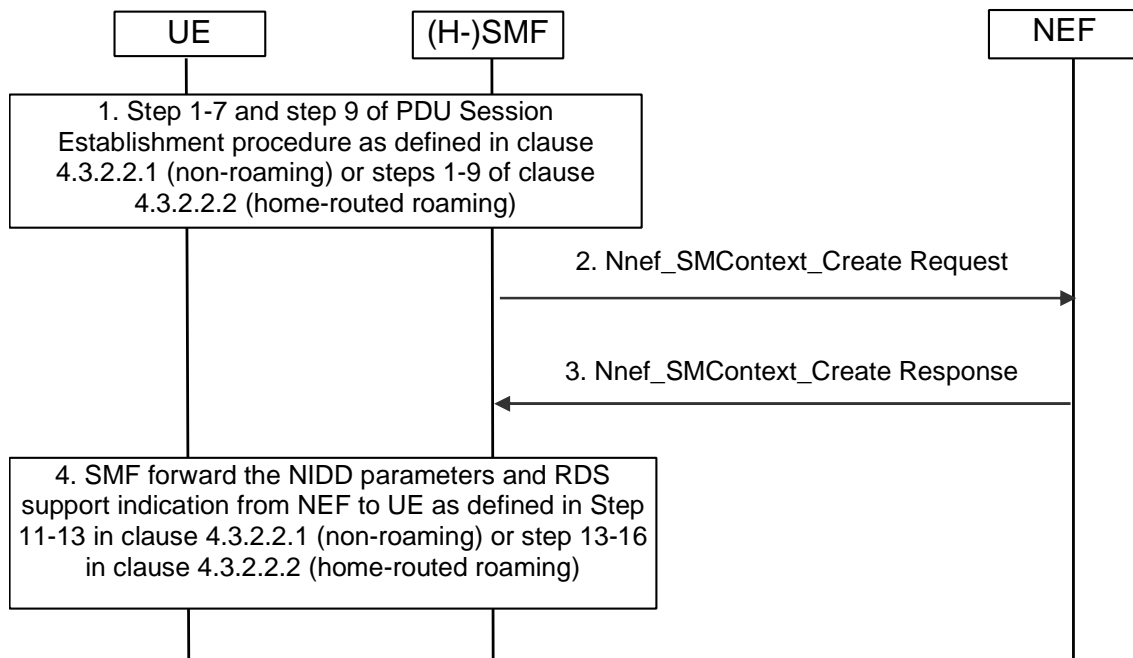 UE
(H-)SMF
NEF
1. Step 1-7 and step 9 of PDU Session
Establishment procedure as defined in clause
4.3.2.2.1 (non-roaming) or steps 1-9 of clause
4.3.2.2.2 (home-routed roaming)
2. Nnef_SMContext_Create Request
3. Nnef_SMContext_Create Response
4. SMF forward the NIDD parameters and RDS
support indication from NEF to UE as defined in Step
11-13 in clause 4.3.2.2.1 (non-roaming) or step 13-16
in clause 4.3.2.2.2 (home-routed roaming)